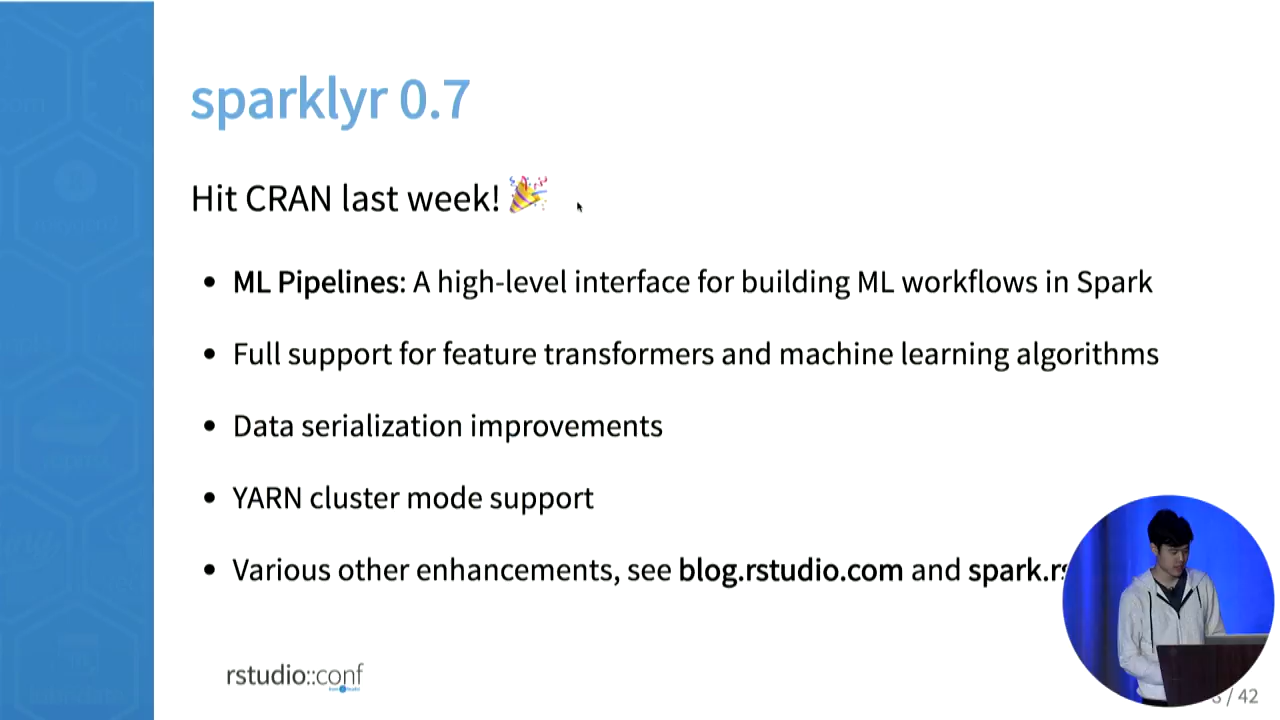 sparklyr 0.7
Hit CRAN last week!
• ML Pipelines: A high-level interface for building ML workflows in Spark
• Full support for feature transformers and machine learning algorithms
• Data serialization improvements
• YARN cluster mode support
• Various other enhancements, see blog.rstudio.com and
rstudio::conf
/ 42